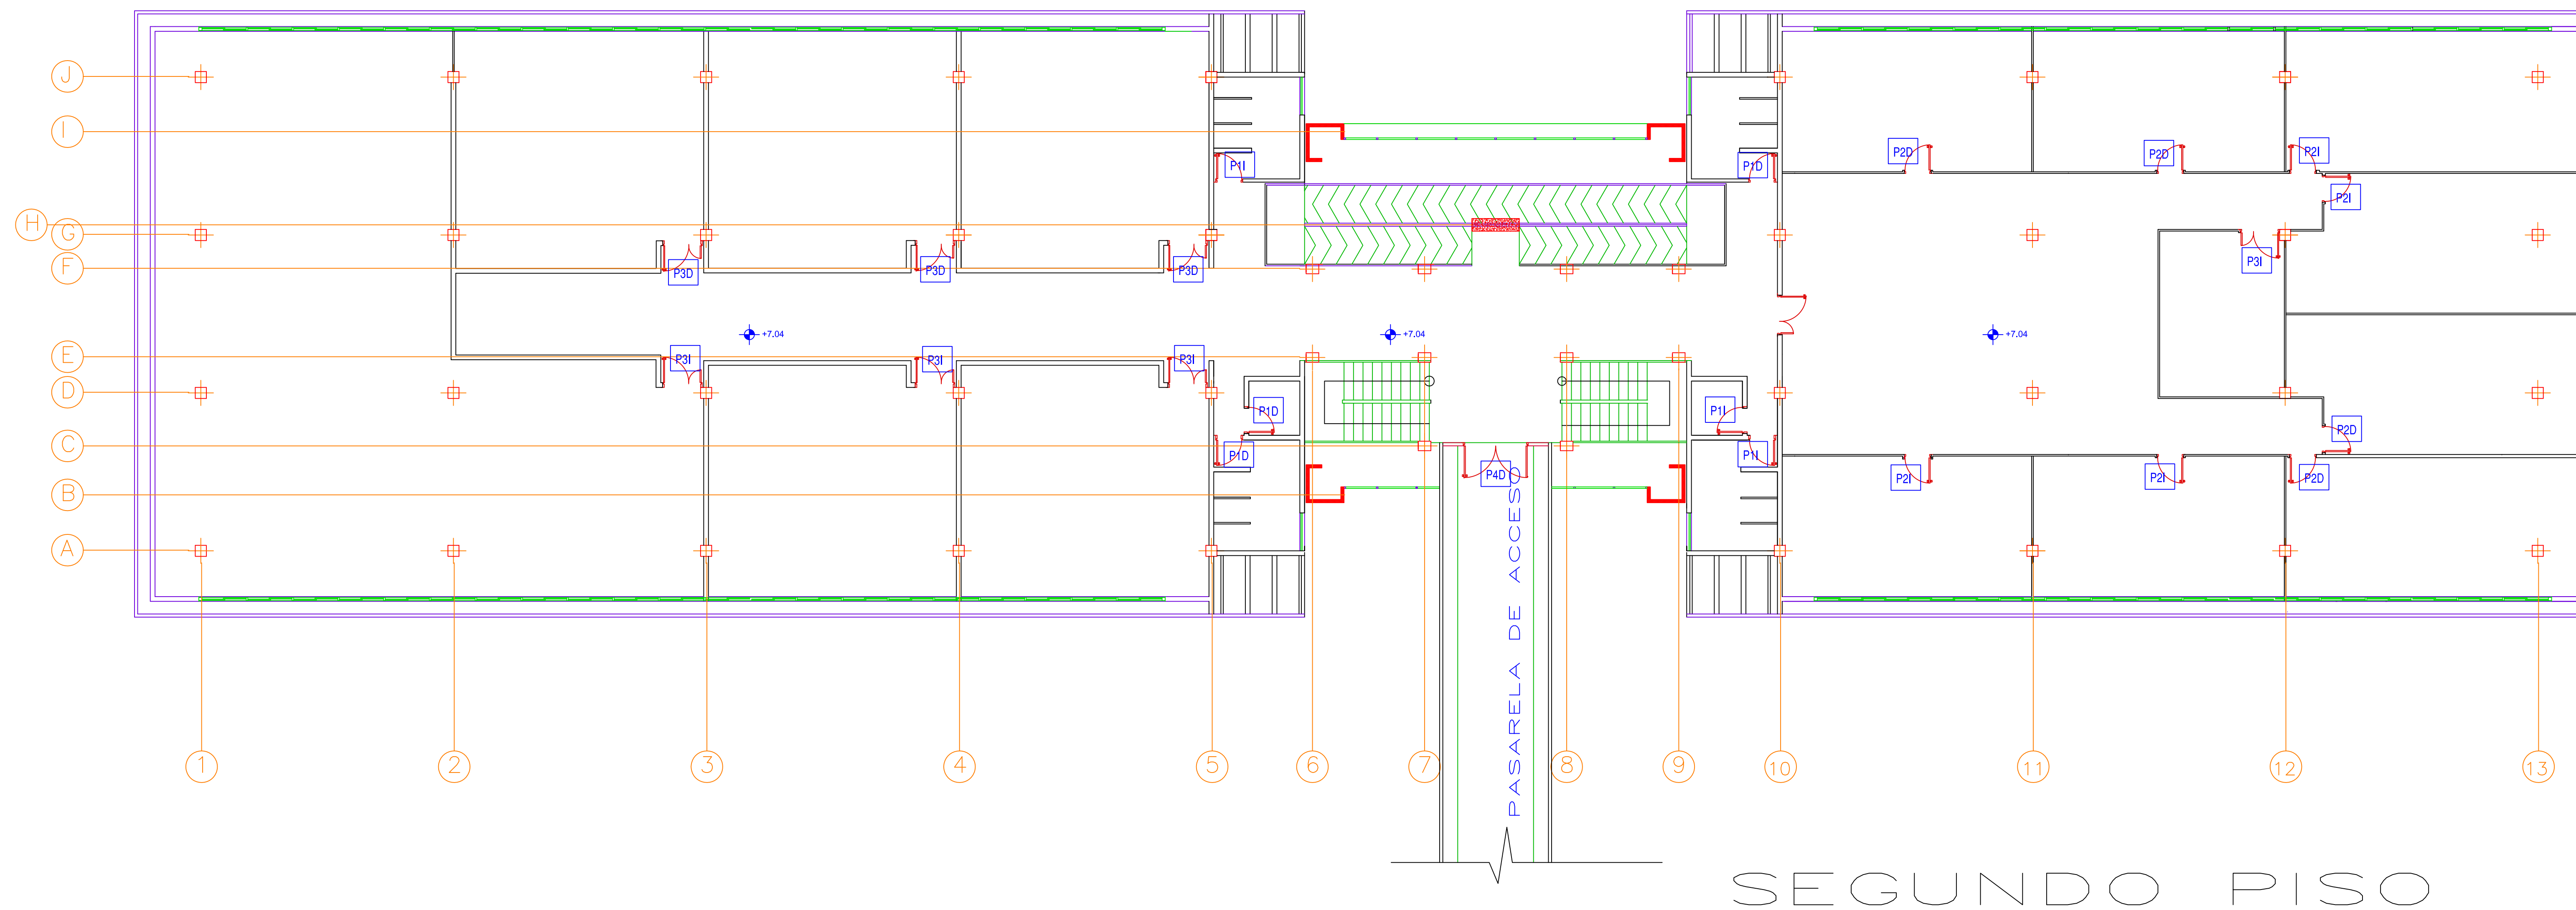 J
I
P2I
P2D
P2D
P1I
P1D
P2I
H
G
P3I
F
P3D
P3D
P3D
+7.04
+7.04
+7.04
E
P3I
P3I
P3I
D
P1D
P1I
P2D
C
P1D
P1I
P4D
P2I
P2I
P2D
B
A
PASARELA DE ACCESO
1
2
3
4
5
6
7
8
9
10
11
12
13
SEGUNDO PISO